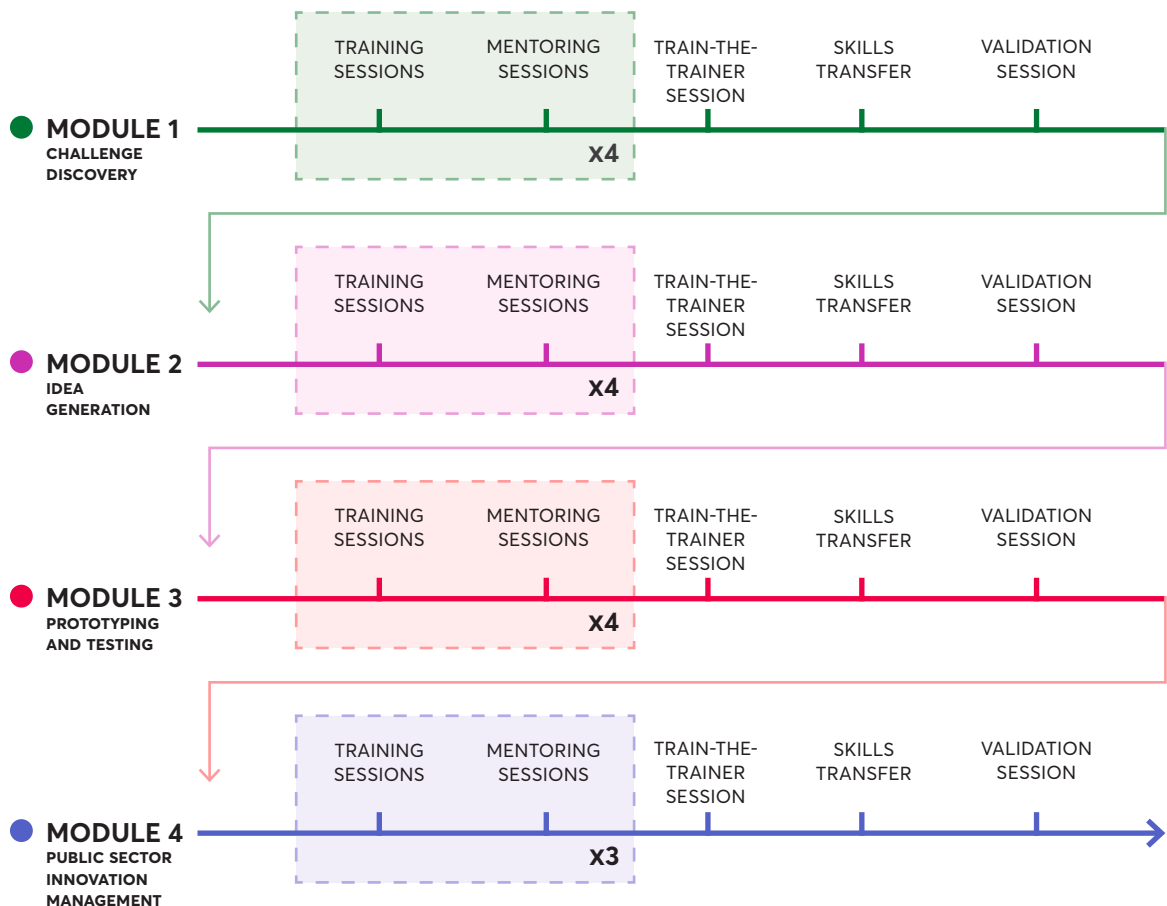 TRAINING
SESSIONS
MENTORING
SESSIONS
TRAIN-THE-
TRAINER
SESSION
SKILLS
TRANSFER
VALIDATION
SESSION
MODULE 1
CHALLENGE
DISCOVERY
X4
TRAINING
SESSIONS
MENTORING
SESSIONS
TRAIN-THE-
TRAINER
SESSION
SKILLS
TRANSFER
VALIDATION
SESSION
MODULE 2
IDEA
GENERATION
X4
TRAINING
SESSIONS
MENTORING
SESSIONS
TRAIN-THE-
TRAINER
SESSION
SKILLS
TRANSFER
VALIDATION
SESSION
MODULE 3
PROTOTYPING
AND TESTING
X4
TRAINING
SESSIONS
MENTORING
SESSIONS
TRAIN-THE-
TRAINER
SESSION
SKILLS
TRANSFER
VALIDATION
SESSION
MODULE 4
PUBLIC SECTOR
INNOVATION
MANAGEMENT
X3